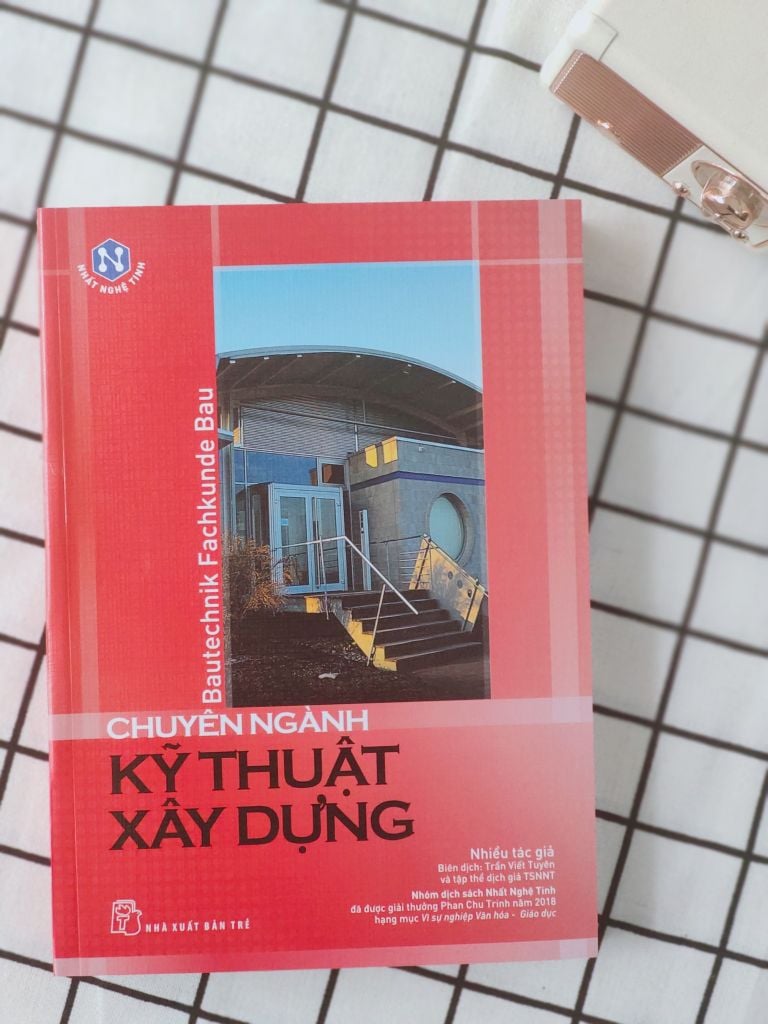 N
NHẤT NGHỆ TINH
Bautechnik Fachkunde Bau
CHUYÊN NGÀNH
KỸ THUẬT
XÂY DỰNG
Nhiều tác giả
Biên dịch: Trần Viết Tuyên
và tập thể dịch giả TSNNT
Nhóm dịch sách Nhất Nghệ Tinh
đã được giải thưởng Phan Chu Trinh năm 2018
hạng mục Vì sự nghiệp Văn hóa - Giáo dục
NHÀ XUẤT BẢN TRẺ